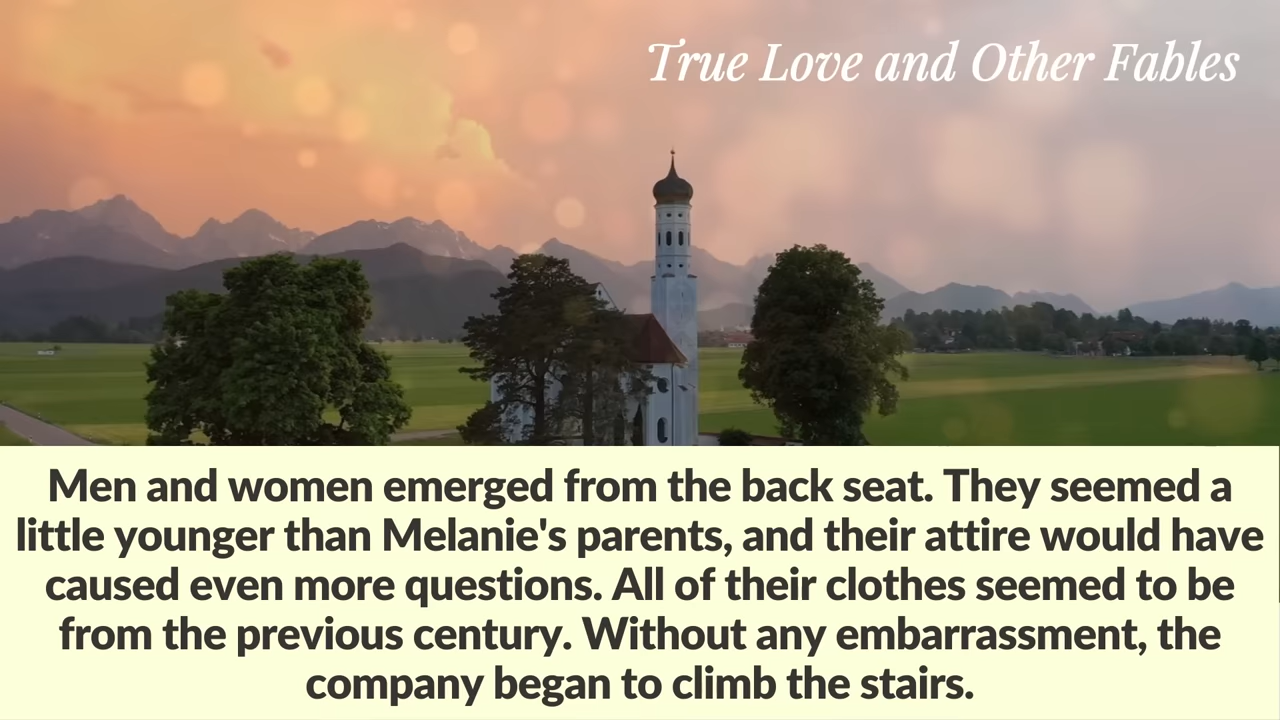 True Love and Other Fables
Men and women emerged from the back seat. They seemed a
little younger than Melanie's parents, and their attire would have
caused even more questions. All of their clothes seemed to be
from the previous century. Without any embarrassment, the
company began to climb the stairs.